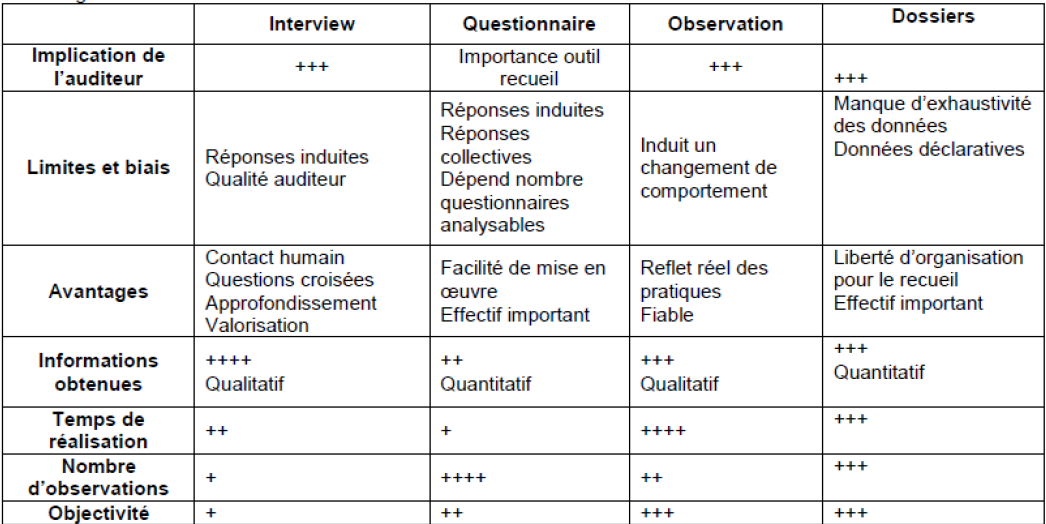 Interview Questionnaire Observation Dossiers
Implication de
l'auditeur
+++
Importance outil
recueil
+++
+++
Limites et biais
Réponses induites
Qualité auditeur
Réponses induites
Réponses
collectives
Dépend nombre
questionnaires
analysables
Induit un
changement de
comportement
Manque d'exhaustivité
des données
Données déclaratives
Avantages
Contact humain
Questions croisées
Approfondissement
Valorisation
Facilité de mise en
œuvre
Effectif important
Reflet réel des
pratiques
Fiable
Liberté d'organisation
pour le recueil
Effectif important
Informations
obtenues
++++
Qualitatif
++
Quantitatif
+++
Qualitatif
+++
Quantitatif
Temps de
réalisation
++
+
++++
+++
Nombre
d'observations
+
++++
++
+++
Objectivité
+
++
+++
+++